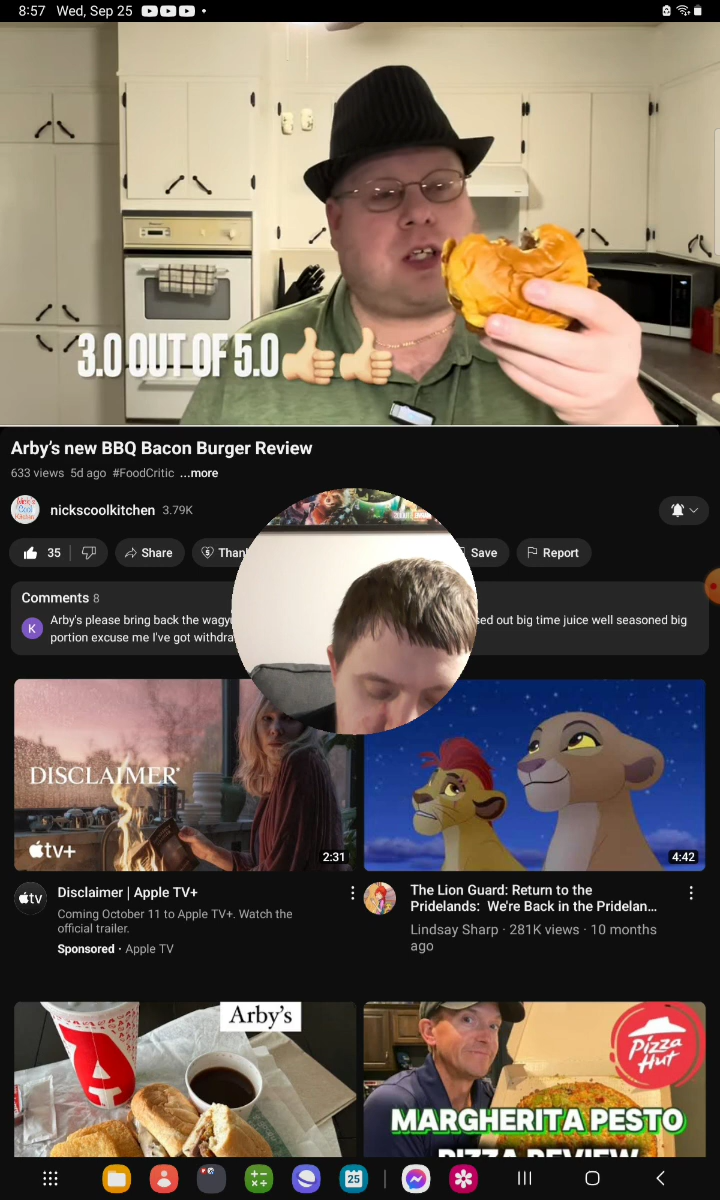 8:57 Wed, Sep 25
3.0 OUT OF 5.0
Arby's new BBQ Bacon Burger Review
633 views 5d ago #FoodCritic ...more
nickscoolkitchen 3.79K
35 Share Save Report
Comments 8
K
Arby's please bring back the out big time juice well seasoned big
portion excuse me I've got
DISCLAIMER
tv+
2:31
4:42
tv
Disclaimer | Apple TV+
Coming October 11 to Apple TV+. Watch the
official trailer.
Sponsored · Apple TV
The Lion Guard: Return to the
Pridelands: We're Back in the Pridelan...
Lindsay Sharp · 281K views · 10 months
ago
Arby's
Pizza
Hut
MARGHERITA PESTO
PIZZA REVIEW
25